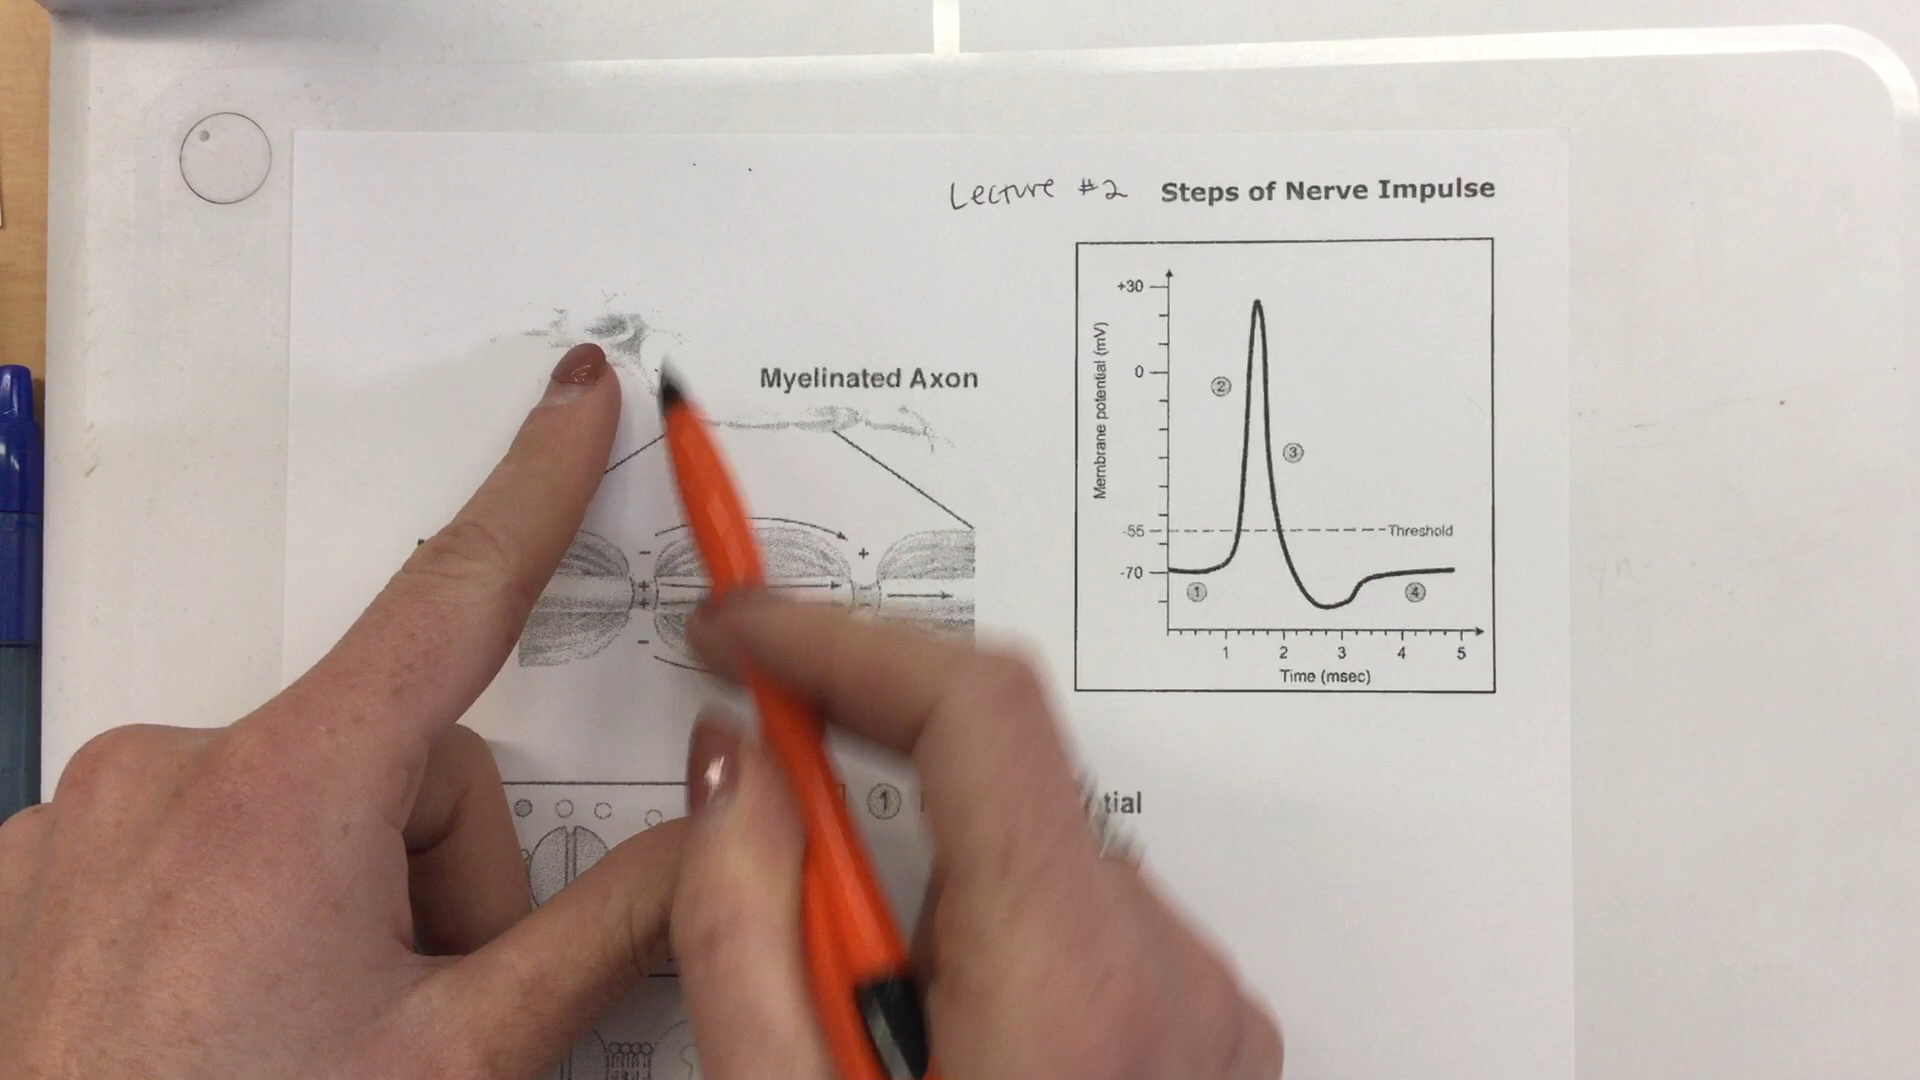 Lecture #2 Steps of Nerve Impulse
Myelinated Axon
+30
0
-55
-70
Membrane potential (mV)
Threshold
①
②
③
④
1 2 3 4 5
Time (msec)
− +
+
+
−
①